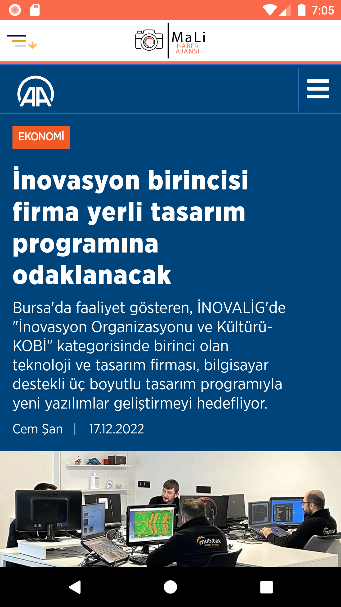 7:05
MaLi
HABER
AJANSI
AA
EKONOMİ
İnovasyon birincisi
firma yerli tasarım
programına
odaklanacak
Bursa'da faaliyet gösteren, İNOVALİG'de
"İnovasyon Organizasyonu ve Kültürü-
KOBİ" kategorisinde birinci olan
teknoloji ve tasarım firması, bilgisayar
destekli üç boyutlu tasarım programıyla
yeni yazılımlar geliştirmeyi hedefliyor.
Cem Şan | 17.12.2022